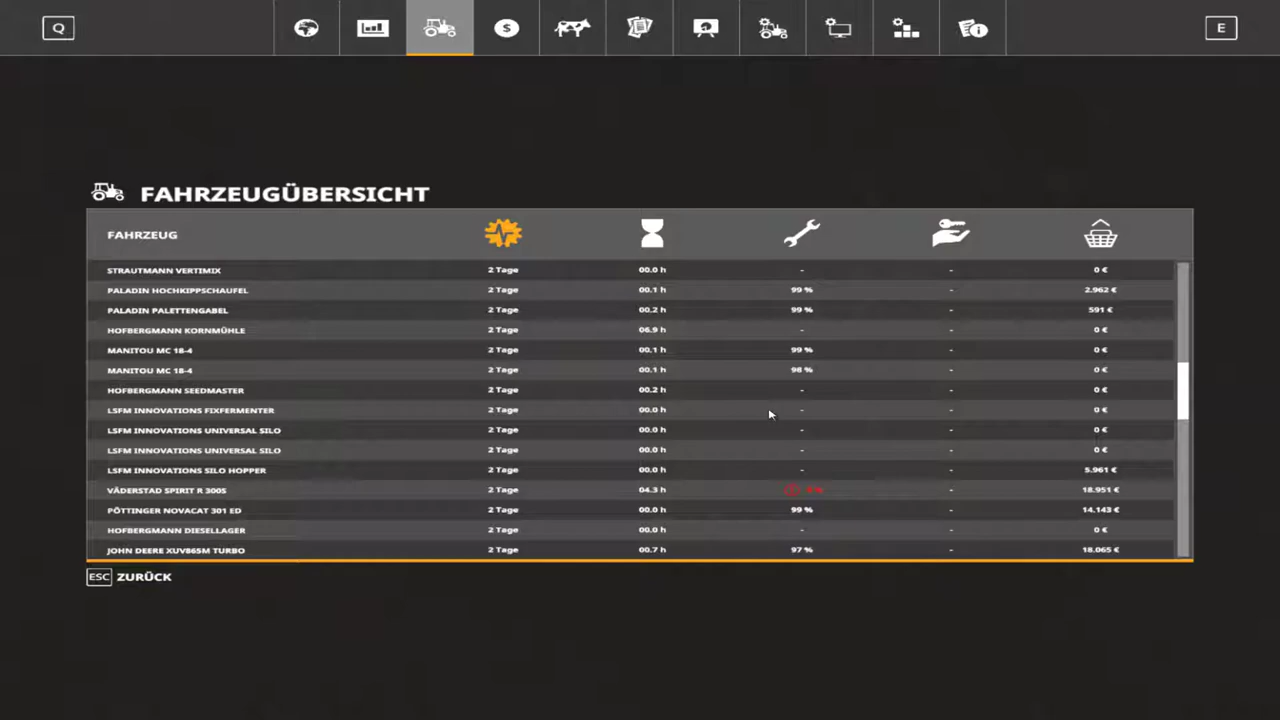 Q
E
FAHRZEUGÜBERSICHT
FAHRZEUG
STRAUTMANN VERTIMIX 2 Tage 00.0 h - - 0 €
PALADIN HOCHKIPPSCHAUFEL 2 Tage 00.1 h 99 % - 2.962 €
PALADIN PALETTENGABEL 2 Tage 00.2 h 99 % - 591 €
HOFBERGMANN KORNMÜHLE 2 Tage 06.9 h - - 0 €
MANITOU MC 18-4 2 Tage 00.1 h 99 % - 0 €
MANITOU MC 18-4 2 Tage 00.1 h 98 % - 0 €
HOFBERGMANN SEEDMASTER 2 Tage 00.2 h - - 0 €
LSFM INNOVATIONS FIXFERMENTER 2 Tage 00.0 h - - 0 €
LSFM INNOVATIONS UNIVERSAL SILO 2 Tage 00.0 h - - 0 €
LSFM INNOVATIONS UNIVERSAL SILO 2 Tage 00.0 h - - 0 €
LSFM INNOVATIONS SILO HOPPER 2 Tage 00.0 h - - 5.961 €
VÄDERSTAD SPIRIT R 300S 2 Tage 04.3 h - 18.951 €
PÖTTINGER NOVACAT 301 ED 2 Tage 00.0 h 99 % - 14.143 €
HOFBERGMANN DIESELLAGER 2 Tage 00.0 h - - 0 €
JOHN DEERE XUV865M TURBO 2 Tage 00.7 h 97 % - 18.065 €
ESC ZURÜCK